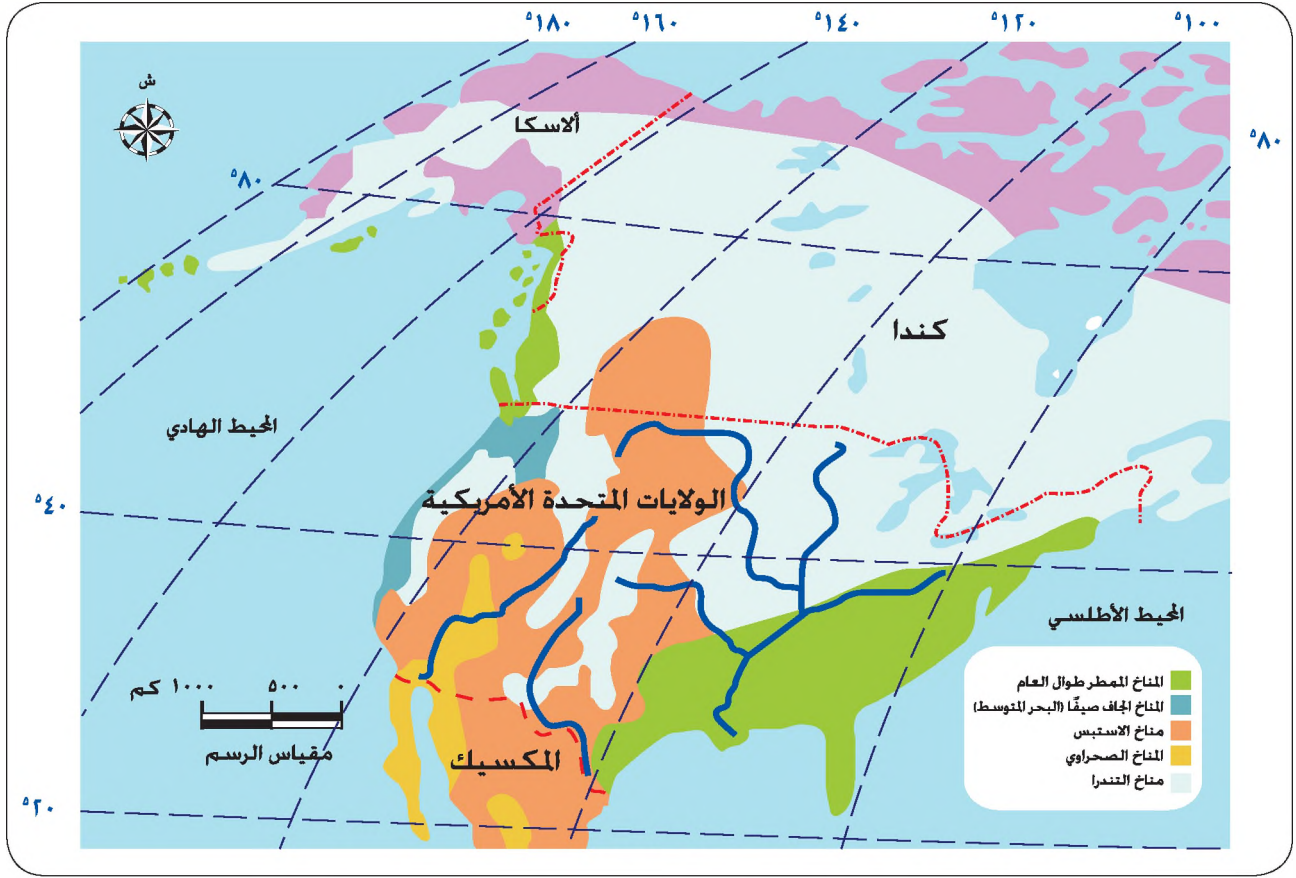 °١٨٠
°١٦٠
°١٤٠
°١٢٠
°١٠٠
ش
ألاسكا
°٨٠
°٨٠
كندا
المحيط الهادي
°٤٠
الولايات المتحدة الأمريكية
المحيط الأطلسي
٠ ٥٠٠ ١٠٠٠ كم
مقياس الرسم
المكسيك
°٢٠
المناخ الممطر طوال العام
المناخ الجاف صيفًا (البحر المتوسط)
مناخ الاستبس
المناخ الصحراوي
مناخ التندرا